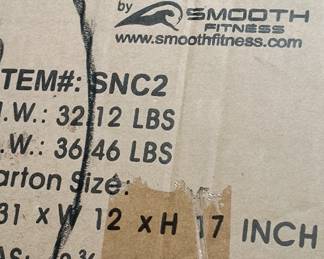 by SMOOTH
FITNESS
www.smoothfitness.com
TEM#: SNC2
.W.: 32.12 LBS
.W.: 36.46 LBS
arton Size:
31 x W 12 x H 17 INCH